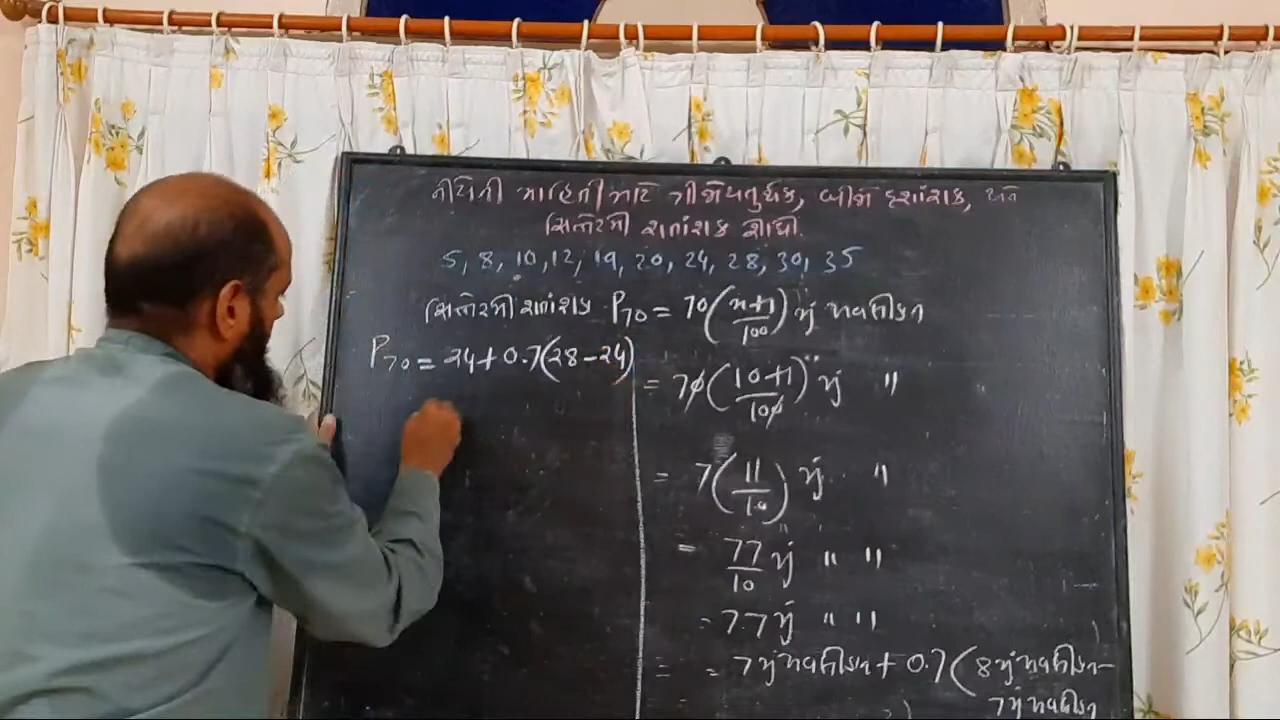 નીચેની માહિતી માટે ત્રીજો ચતુર્થક, બીજો દશાંશક, અને
સિત્તેરમો શતાંશક શોધો.
5, 8, 10, 12, 19, 20, 24, 28, 30, 35
સિત્તેરમો શતાંશક P₇₀ = 70(n+1/100) મું અવલોકન
P₇₀ = 24 + 0.7(28 - 24)
= 70(10+1/100) મું "
= 7(11/10) મું "
= 77/10 મું " "
= 7.7 મું " "
= = 7 મું અવલોકન + 0.7(8 મું અવલોકન -
7 મું અવલોકન